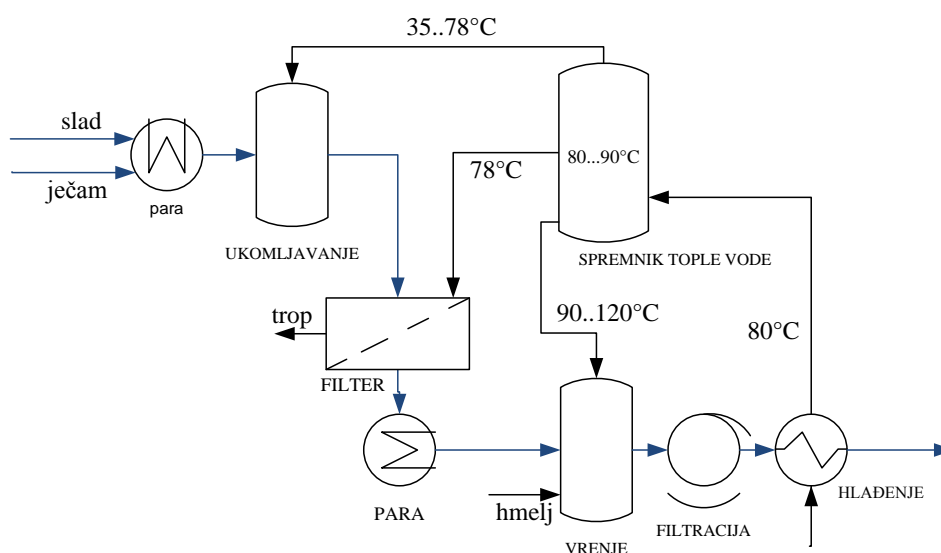 35..78°C
slad
ječam
para
UKOMLJAVANJE
78°C
80...90°C
SPREMNIK TOPLE VODE
trop
FILTER
90..120°C
80°C
PARA
hmelj
VRENJE
FILTRACIJA
HLAĐENJE